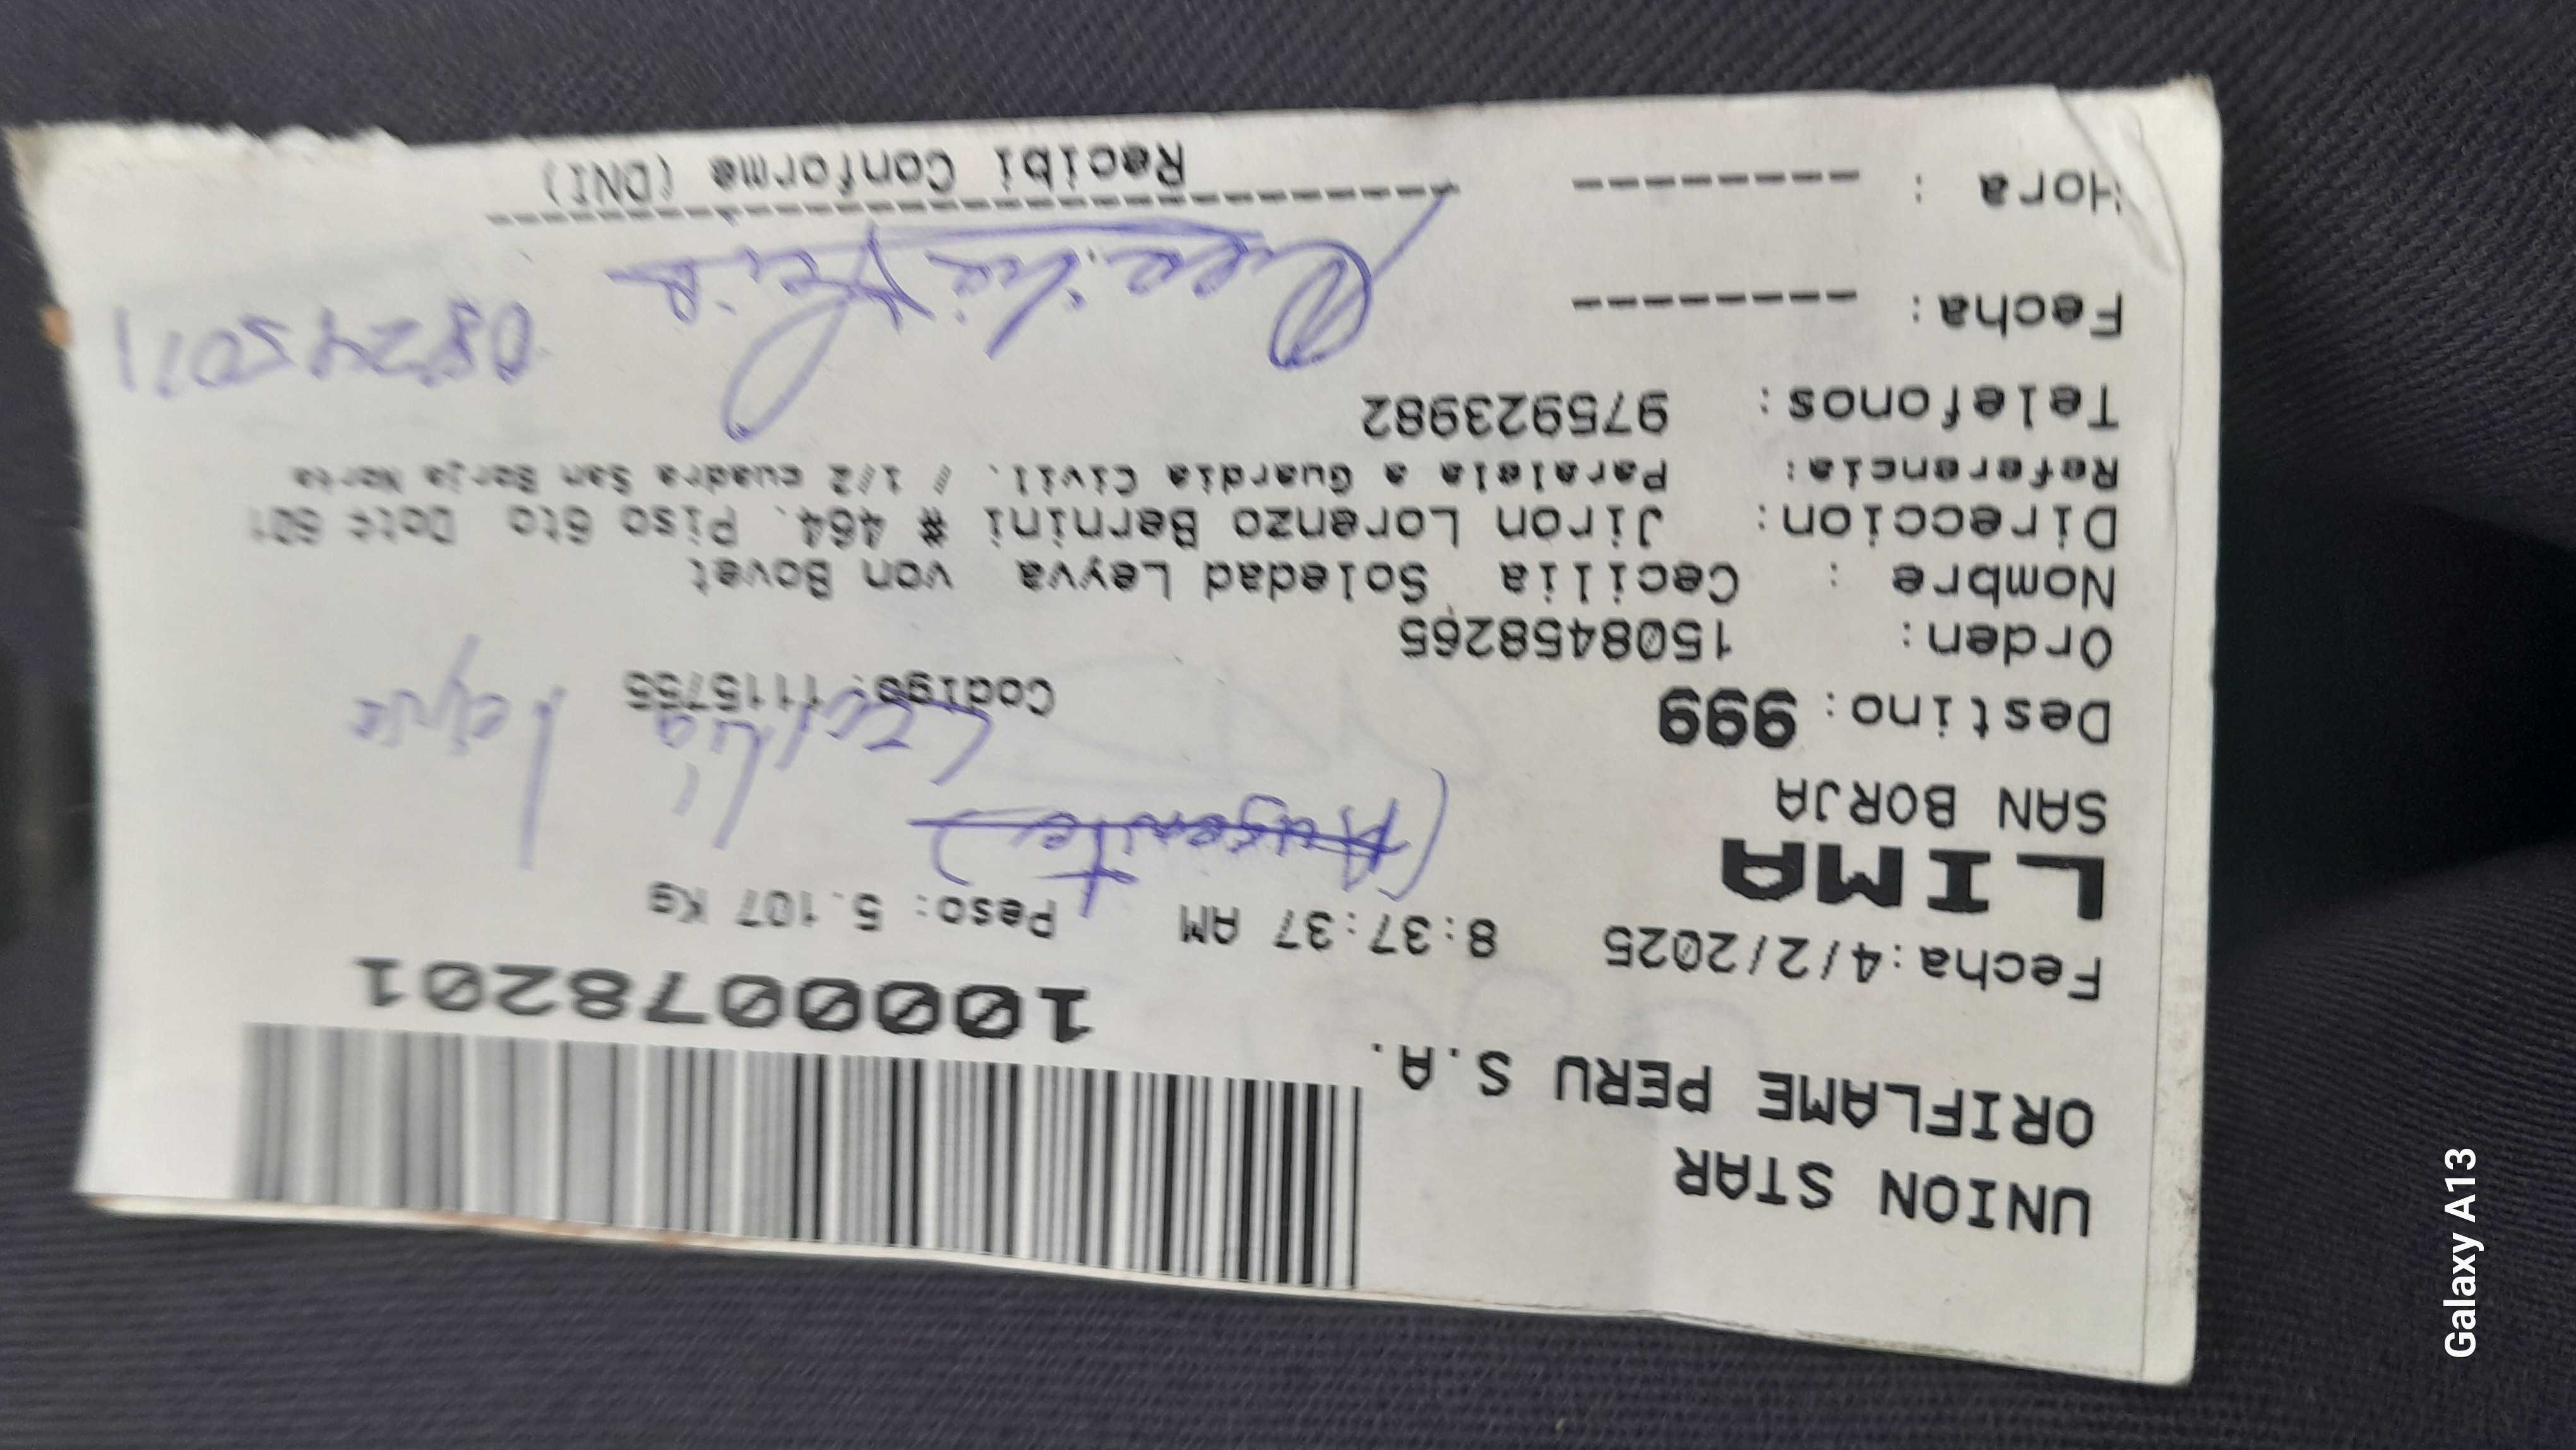 UNION STAR
ORIFLAME PERU S.A.
1000078201
Fecha:4/2/2025 8:37:37 AM Peso: 5.107 Kg
LIMA
(Ausente)
SAN BORJA
Cecilia Leyva
Destino: 999 Codigo: 1115755
Orden: 1508458265
Nombre : Cecilia Soledad Leyva von Bovet
Direccion: Jiron Lorenzo Bernini # 464. Piso 6to Dote 601
Referencia: Paralela a Guardia Civil. / 1/2 cuadra San Borja Norte
Telefonos: 975923982
Fecha: --------
Hora : --------
Recibi Conforme (DNI)
Galaxy A13